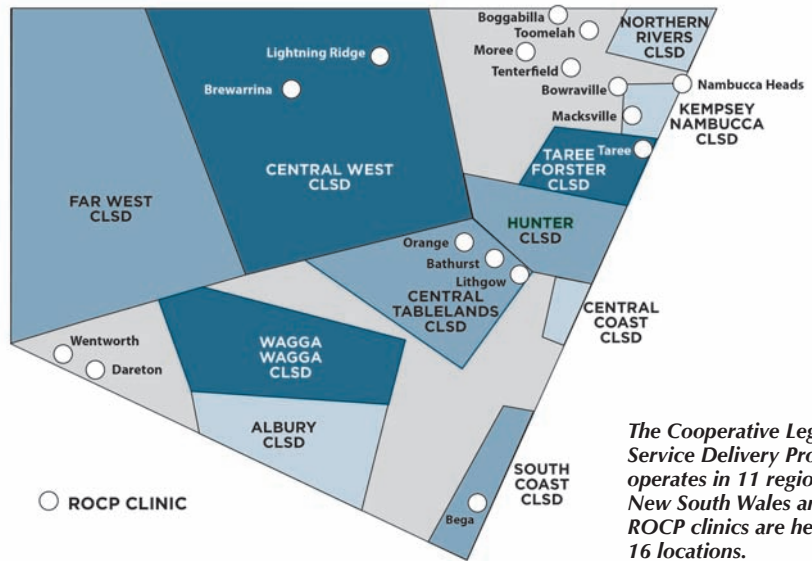 Boggabilla
Toomelah
NORTHERN
RIVERS
CLSD
Lightning Ridge
Moree
Tenterfield
Brewarrina
Bowraville
Nambucca Heads
Macksville
KEMPSEY
NAMBUCCA
CLSD
CENTRAL WEST
CLSD
TAREE
FORSTER
CLSD
Taree
FAR WEST
CLSD
HUNTER
CLSD
Orange
Bathurst
Lithgow
CENTRAL
TABLELANDS
CLSD
CENTRAL
COAST
CLSD
Wentworth
Dareton
WAGGA
WAGGA
CLSD
ALBURY
CLSD
SOUTH
COAST
CLSD
Bega
ROCP CLINIC
The Cooperative Leg
Service Delivery Pro
operates in 11 region
New South Wales an
ROCP clinics are he
16 locations.